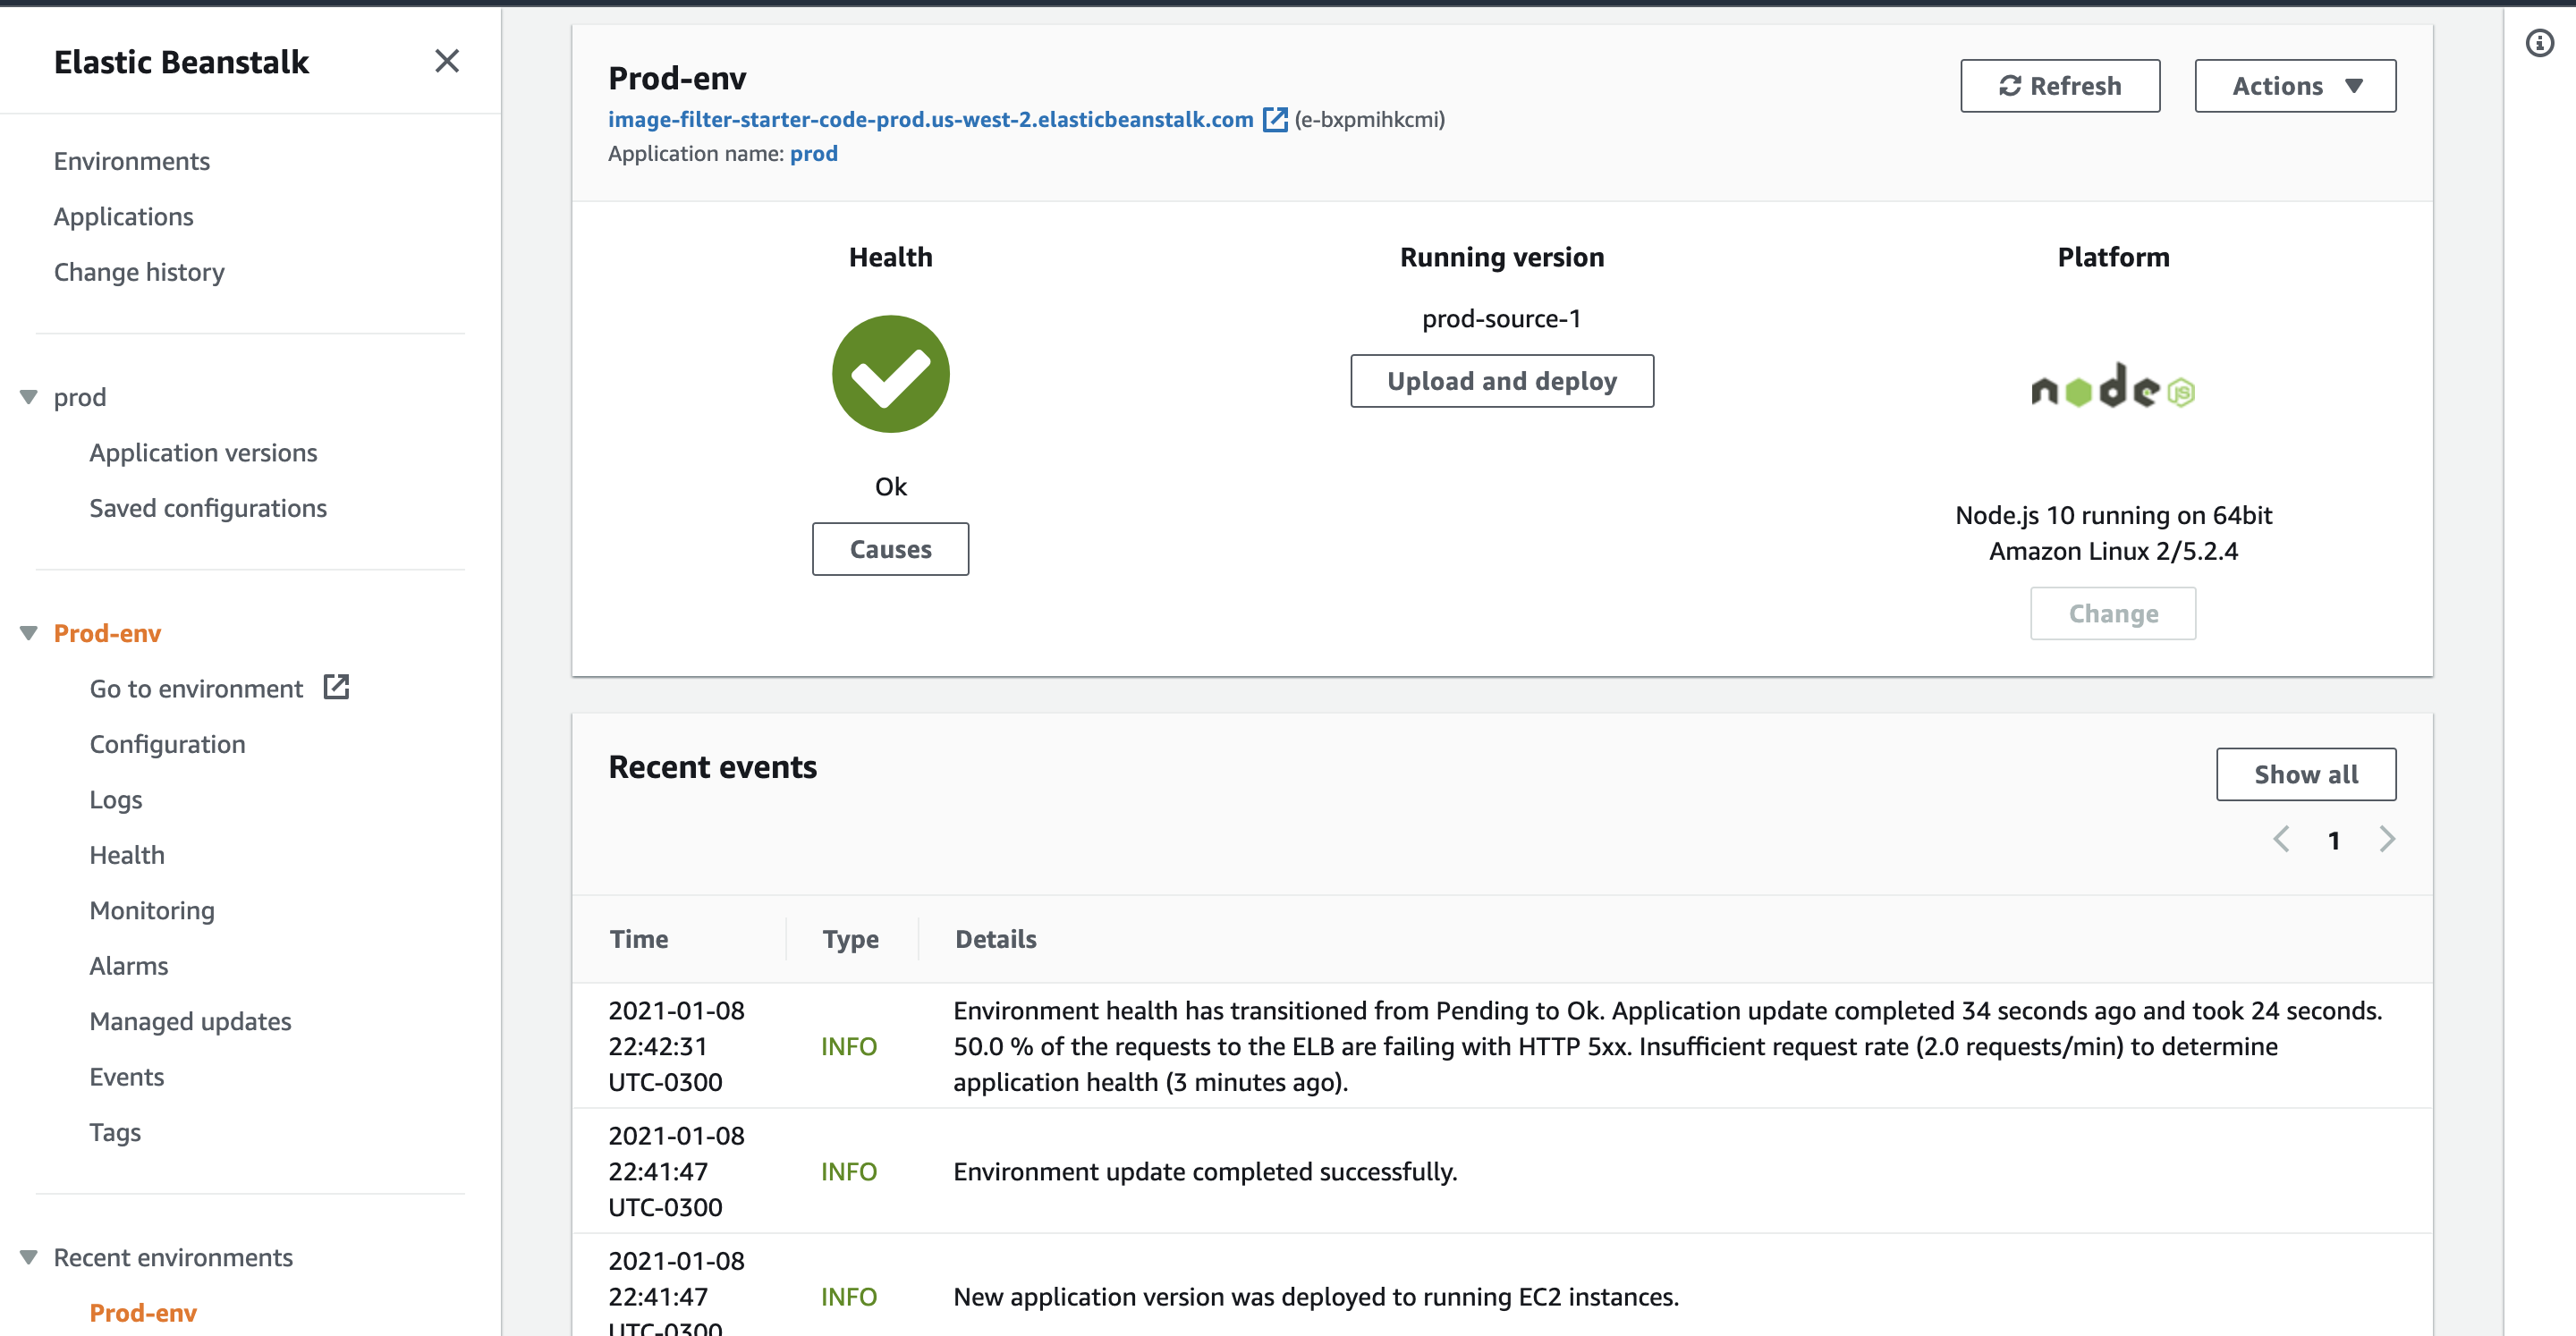 Elastic Beanstalk
Environments
Applications
Change history
prod
Application versions
Saved configurations
Prod-env
Go to environment
Configuration
Logs
Health
Monitoring
Alarms
Managed updates
Events
Tags
Recent environments
Prod-env
Prod-env
image-filter-starter-code-prod.us-west-2.elasticbeanstalk.com (e-bxpmihkcmi)
Application name: prod
Refresh
Actions
Health
Ok
Causes
Running version
prod-source-1
Upload and deploy
Platform
node JS
Node.js 10 running on 64bit
Amazon Linux 2/5.2.4
Change
Recent events
Show all
1
Time Type Details
2021-01-08
22:42:31
UTC-0300
INFO
Environment health has transitioned from Pending to Ok. Application update completed 34 seconds ago and took 24 seconds.
50.0 % of the requests to the ELB are failing with HTTP 5xx. Insufficient request rate (2.0 requests/min) to determine
application health (3 minutes ago).
2021-01-08
22:41:47
UTC-0300
INFO
Environment update completed successfully.
2021-01-08
22:41:47
UTC-0300
INFO
New application version was deployed to running EC2 instances.